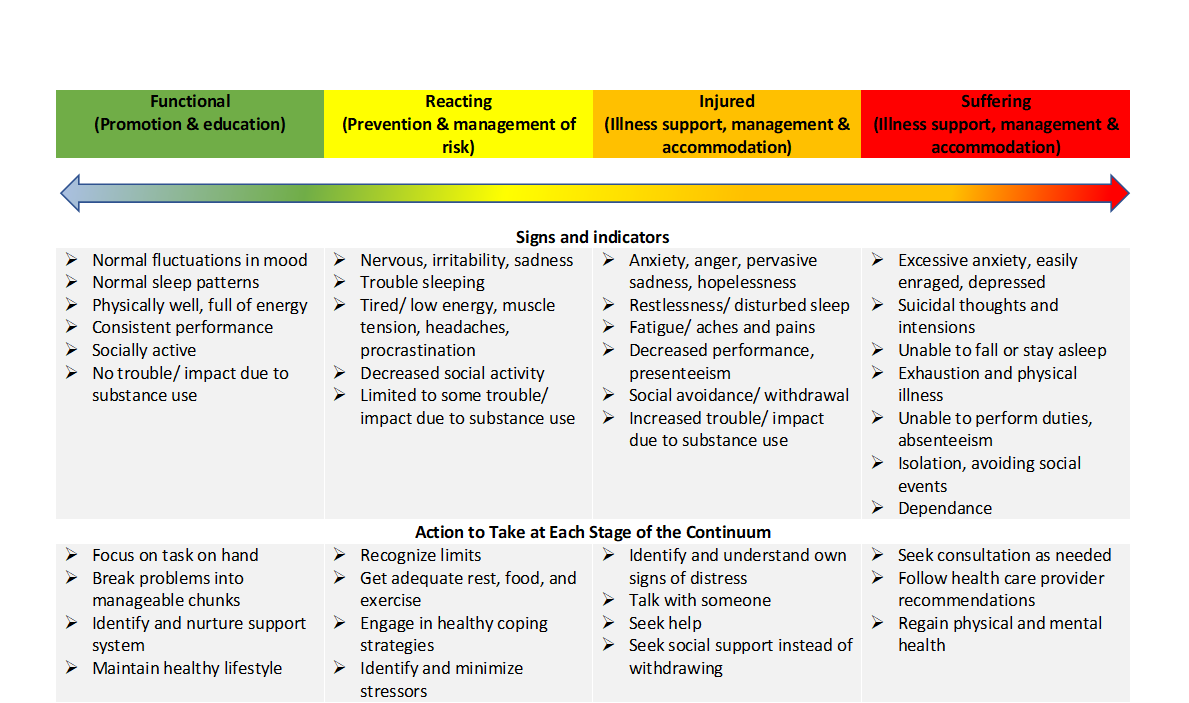 Functional
(Promotion & education)
Reacting
(Prevention & management of
risk)
Injured
(Illness support, management &
accommodation)
Suffering
(Illness support, management &
accommodation)
Signs and indicators
➢ Normal fluctuations in mood
➢ Normal sleep patterns
➢ Physically well, full of energy
➢ Consistent performance
➢ Socially active
➢ No trouble/ impact due to
substance use
➢ Nervous, irritability, sadness
➢ Trouble sleeping
➢ Tired/ low energy, muscle
tension, headaches,
procrastination
➢ Decreased social activity
➢ Limited to some trouble/
impact due to substance use
➢ Anxiety, anger, pervasive
sadness, hopelessness
➢ Restlessness/ disturbed sleep
➢ Fatigue/ aches and pains
➢ Decreased performance,
presenteeism
➢ Social avoidance/ withdrawal
➢ Increased trouble/ impact
due to substance use
➢ Excessive anxiety, easily
enraged, depressed
➢ Suicidal thoughts and
intensions
➢ Unable to fall or stay asleep
➢ Exhaustion and physical
illness
➢ Unable to perform duties,
absenteeism
➢ Isolation, avoiding social
events
➢ Dependance
Action to Take at Each Stage of the Continuum
➢ Focus on task on hand
➢ Break problems into
manageable chunks
➢ Identify and nurture support
system
➢ Maintain healthy lifestyle
➢ Recognize limits
➢ Get adequate rest, food, and
exercise
➢ Engage in healthy coping
strategies
➢ Identify and minimize
stressors
➢ Identify and understand own
signs of distress
➢ Talk with someone
➢ Seek help
➢ Seek social support instead of
withdrawing
➢ Seek consultation as needed
➢ Follow health care provider
recommendations
➢ Regain physical and mental
health